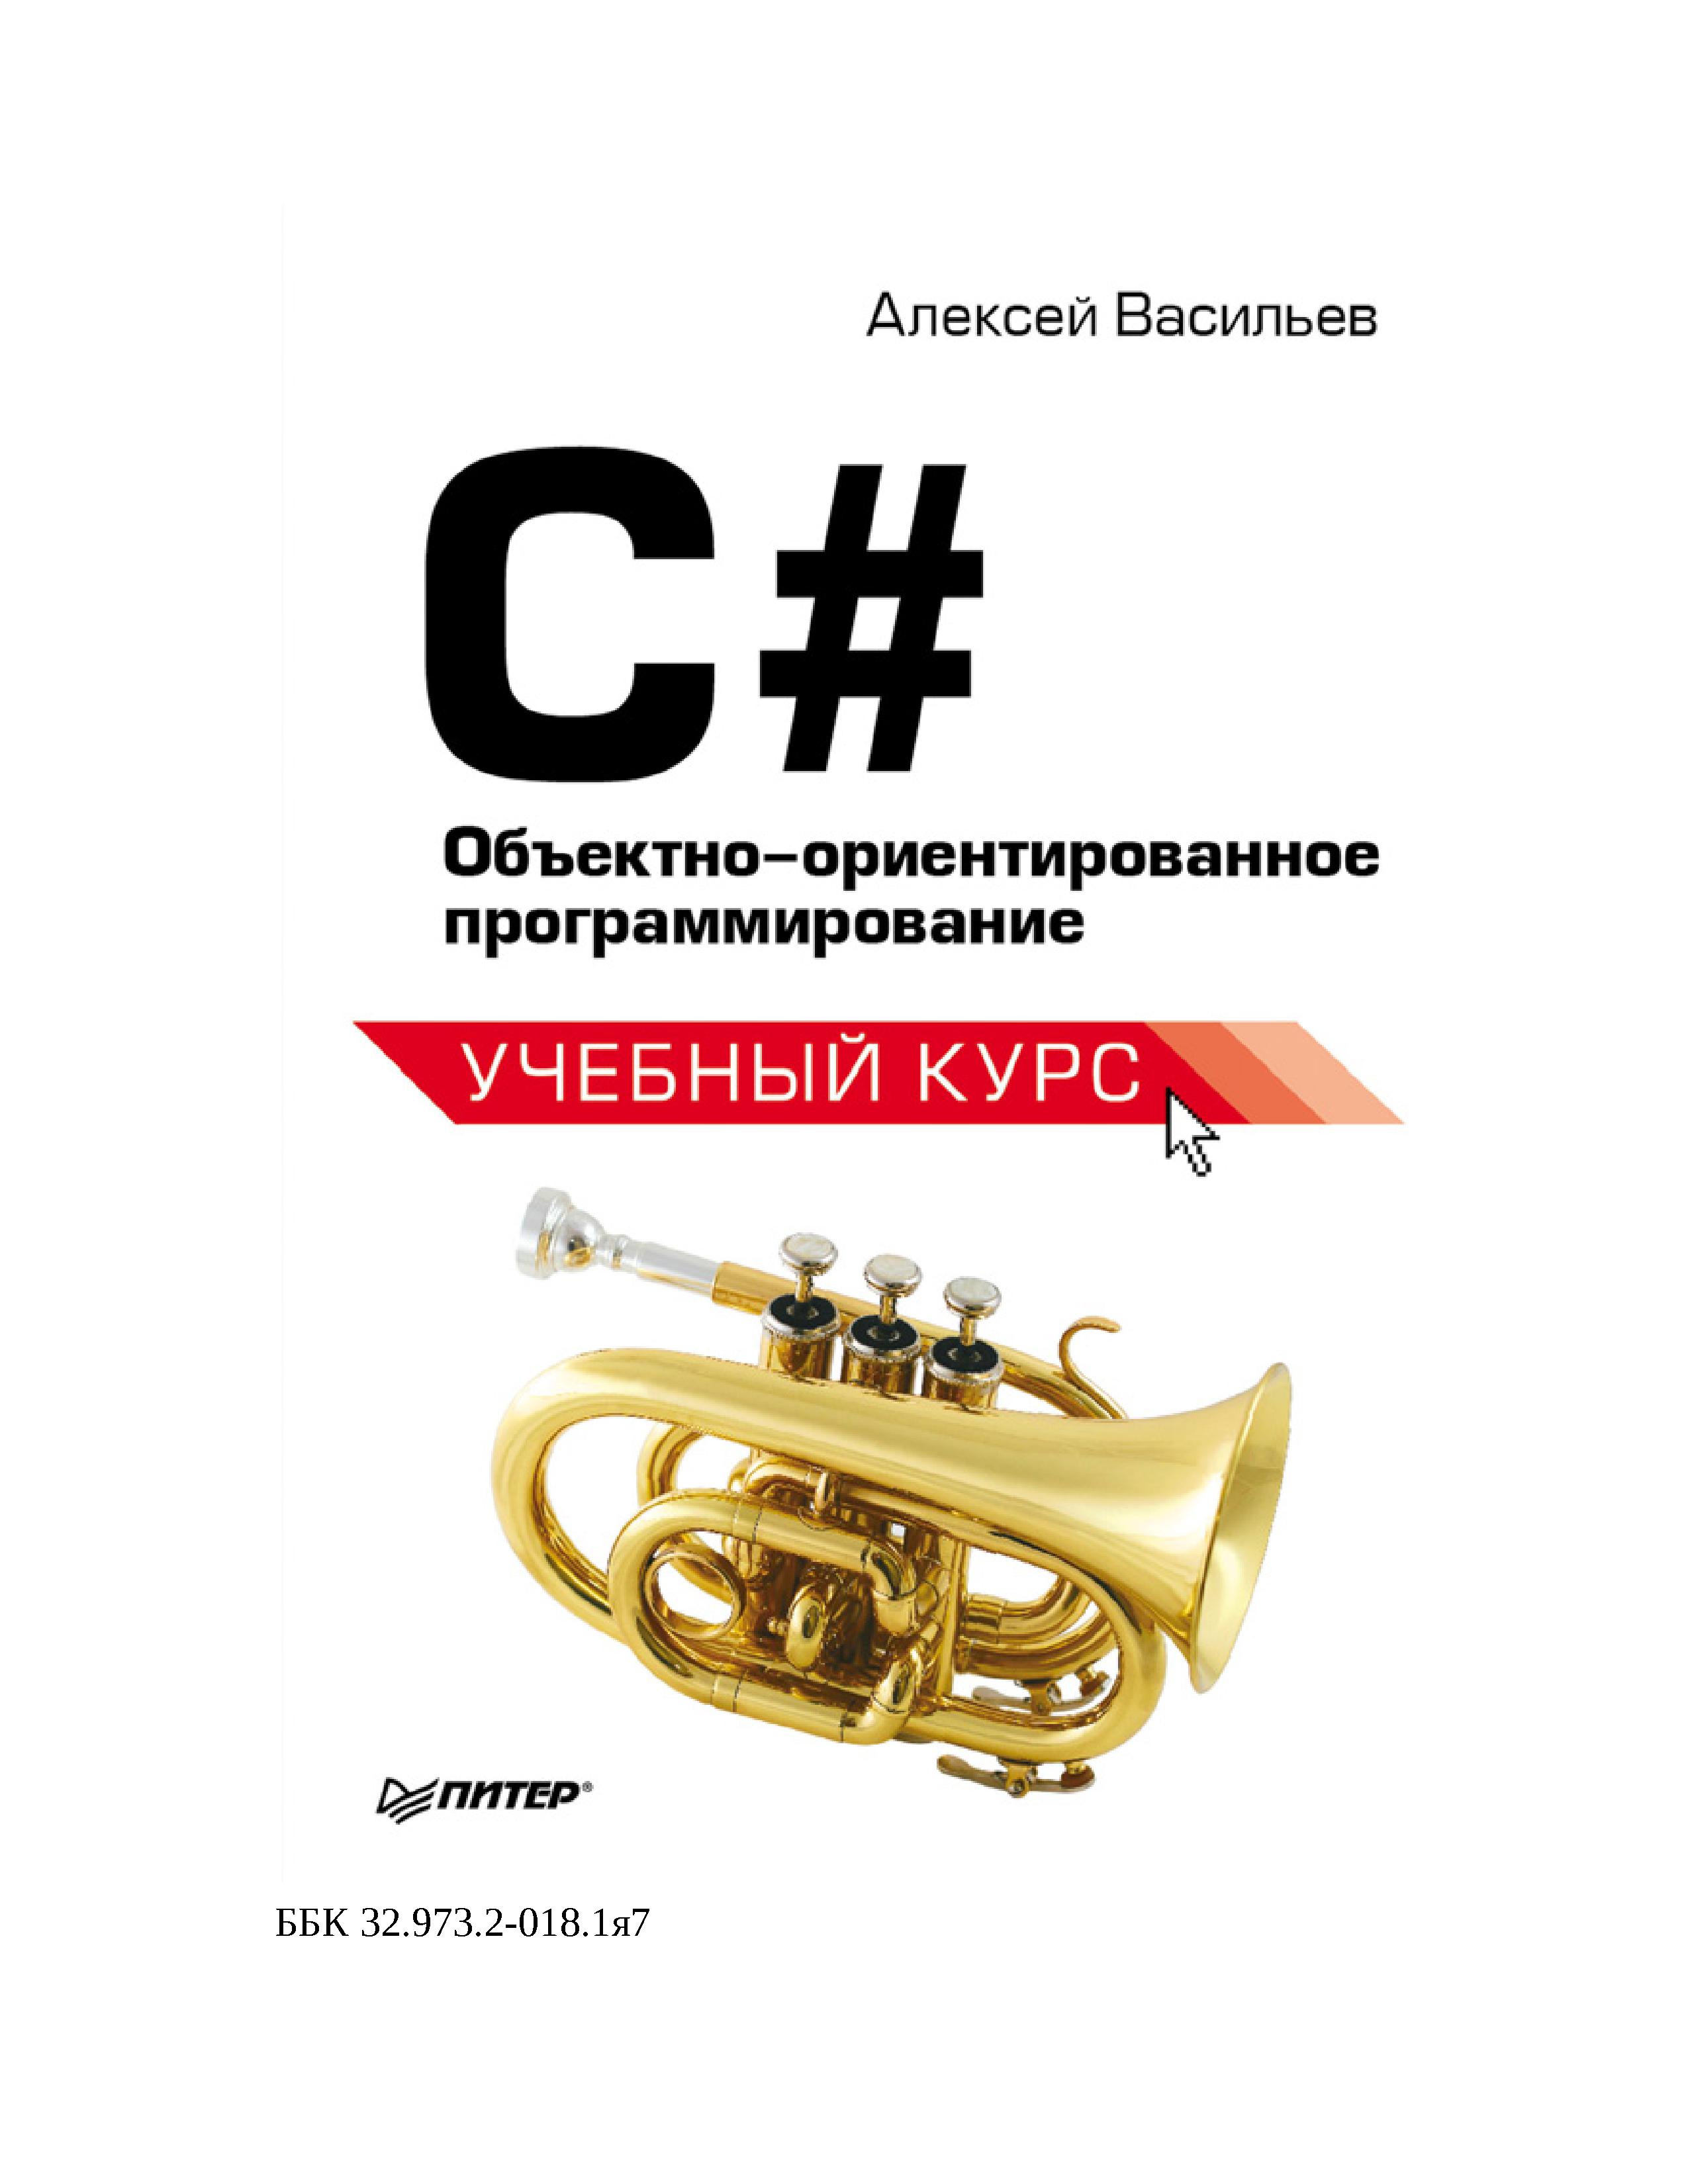 Алексей Васильев
C#
Объектно-ориентированное
программирование
УЧЕБНЫЙ КУРС
ПИТЕР®
ББК 32.973.2-018.1я7